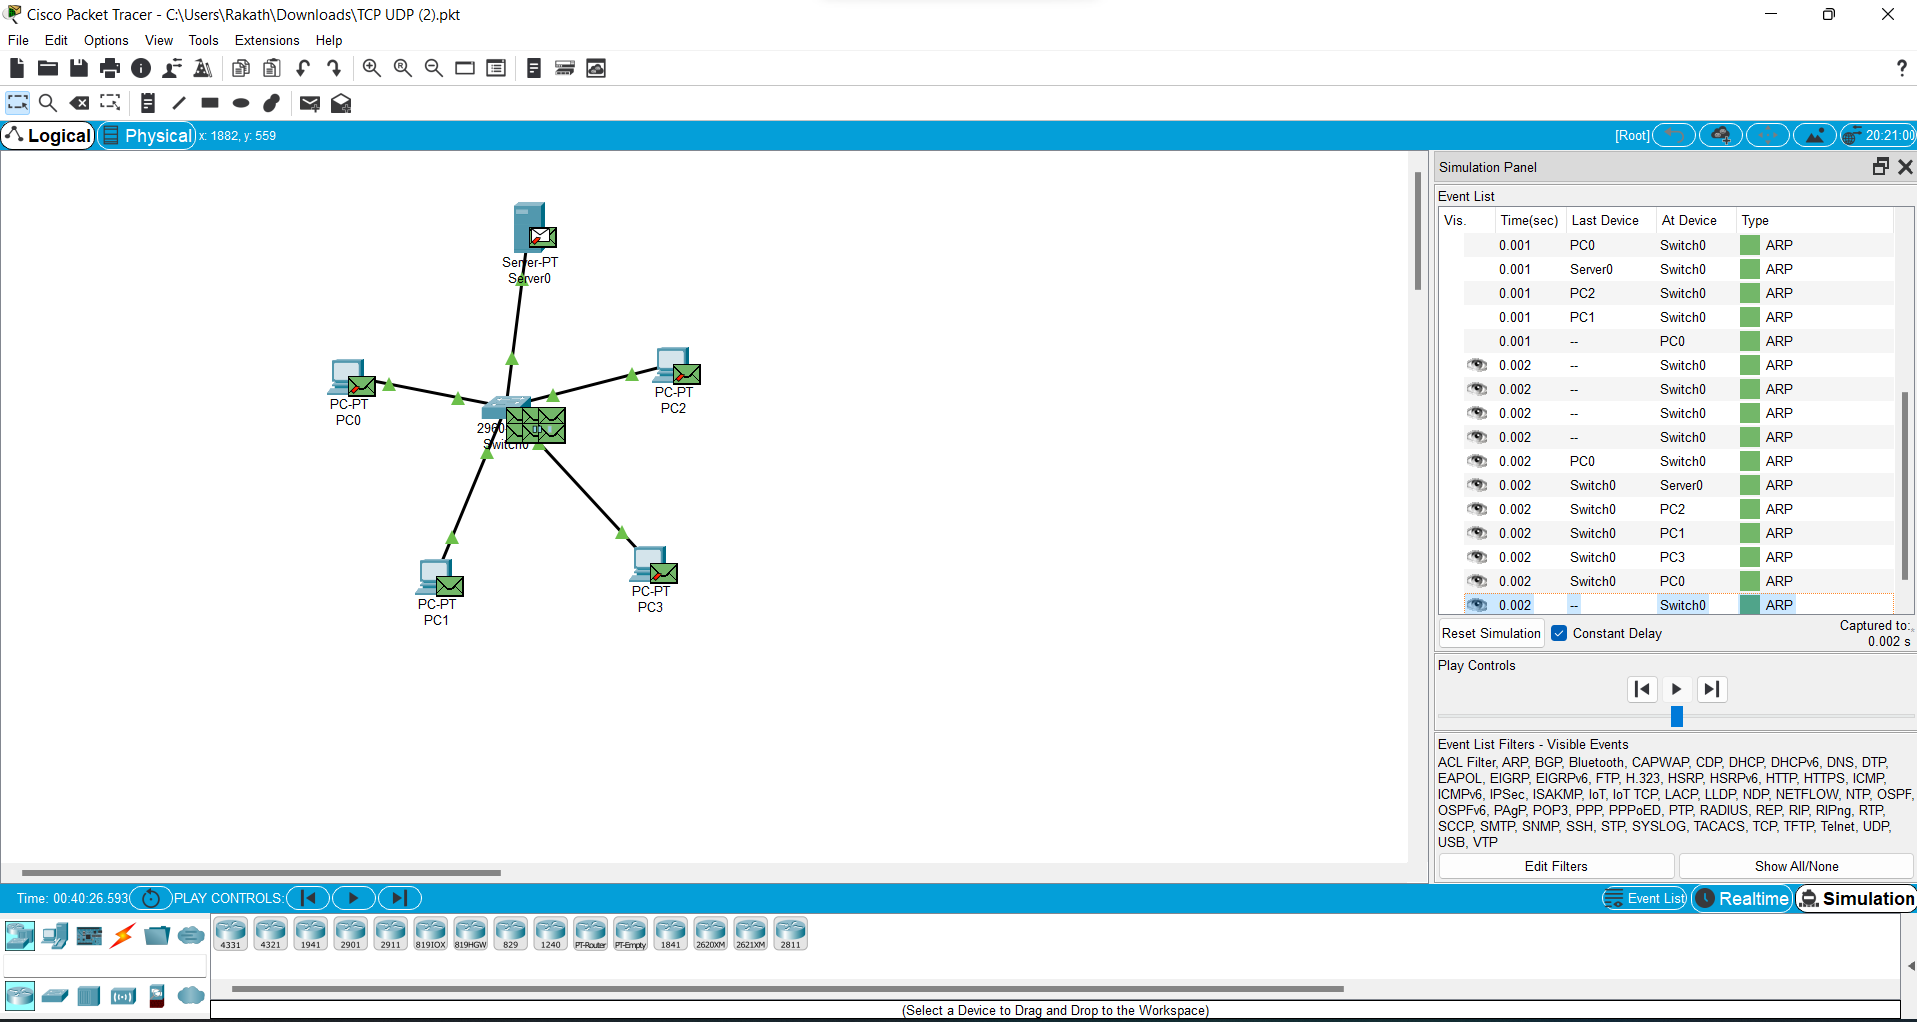 Cisco Packet Tracer - C:\Users\Rakath\Downloads\TCP UDP (2).pkt
File Edit Options View Tools Extensions Help
?
Logical Physical x: 1882, y: 559 [Root] 20:21:00
Server-PT
Server0
PC-PT
PC0
PC-PT
PC2
2960
Switch0
PC-PT
PC1
PC-PT
PC3
Simulation Panel
Event List
Vis. Time(sec) Last Device At Device Type
0.001 PC0 Switch0 ARP
0.001 Server0 Switch0 ARP
0.001 PC2 Switch0 ARP
0.001 PC1 Switch0 ARP
0.001 -- PC0 ARP
0.002 -- Switch0 ARP
0.002 -- Switch0 ARP
0.002 -- Switch0 ARP
0.002 -- Switch0 ARP
0.002 PC0 Switch0 ARP
0.002 Switch0 Server0 ARP
0.002 Switch0 PC2 ARP
0.002 Switch0 PC1 ARP
0.002 Switch0 PC3 ARP
0.002 Switch0 PC0 ARP
0.002 -- Switch0 ARP
Reset Simulation Constant Delay Captured to:
0.002 s
Play Controls
Event List Filters - Visible Events
ACL Filter, ARP, BGP, Bluetooth, CAPWAP, CDP, DHCP, DHCPv6, DNS, DTP,
EAPOL, EIGRP, EIGRPv6, FTP, H.323, HSRP, HSRPv6, HTTP, HTTPS, ICMP,
ICMPv6, IPSec, ISAKMP, IoT, IoT TCP, LACP, LLDP, NDP, NETFLOW, NTP, OSPF,
OSPFv6, PAgP, POP3, PPP, PPPoED, PTP, RADIUS, REP, RIP, RIPng, RTP,
SCCP, SMTP, SNMP, SSH, STP, SYSLOG, TACACS, TCP, TFTP, Telnet, UDP,
USB, VTP
Edit Filters Show All/None
Time: 00:40:26.593 PLAY CONTROLS: Event List Realtime Simulation
4331 4321 1941 2901 2911 819IOX 819HGW 829 1240 PT-Router PT-Empty 1841 2620XM 2621XM 2811
(Select a Device to Drag and Drop to the Workspace)